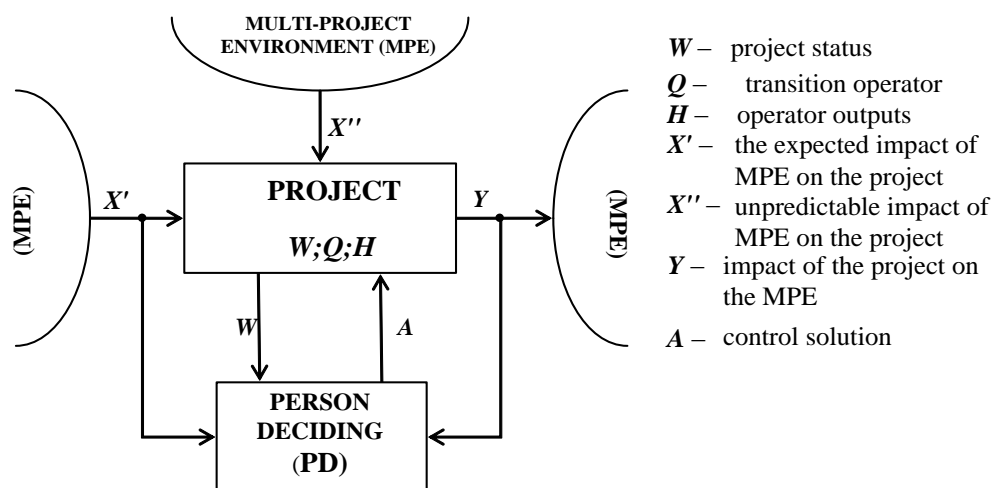 MULTI-PROJECT
ENVIRONMENT (MPE)
X''
(MPE)
X'
PROJECT
W;Q;H
Y
(MPE)
W
A
PERSON
DECIDING
(PD)
W – project status
Q – transition operator
H – operator outputs
X' – the expected impact of
MPE on the project
X'' – unpredictable impact of
MPE on the project
Y – impact of the project on
the MPE
A – control solution